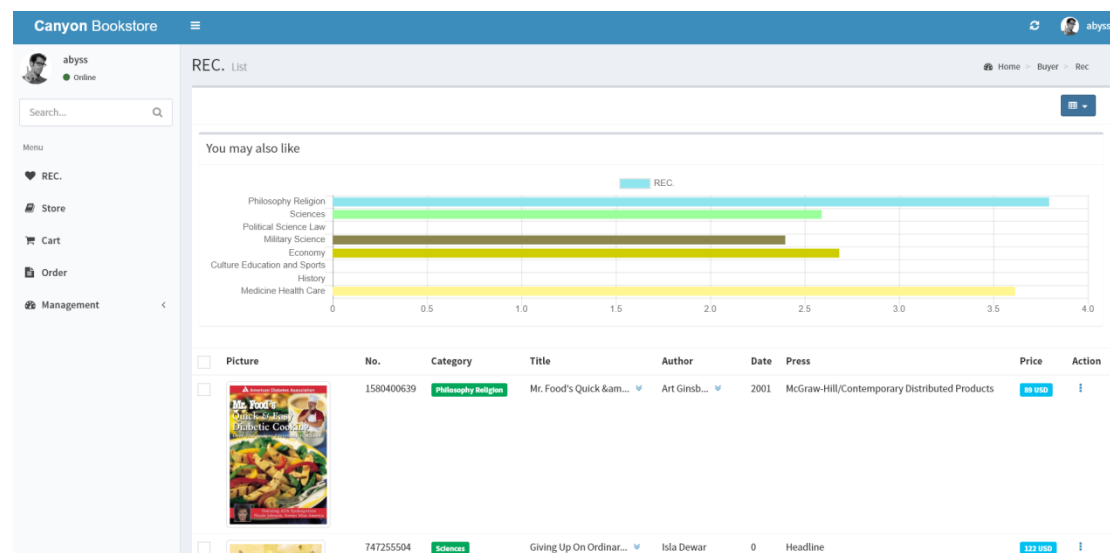 Canyon Bookstore
abyss
abyss
Online
REC. List
Home > Buyer > Rec
Search...
Menu
REC.
Store
Cart
Order
Management
You may also like
REC.
Philosophy Religion
Sciences
Political Science Law
Military Science
Economy
Culture Education and Sports
History
Medicine Health Care
0 0.5 1.0 1.5 2.0 2.5 3.0 3.5 4.0
Picture No. Category Title Author Date Press Price Action
1580400639 Philosophy Religion Mr. Food's Quick &am... Art Ginsb... 2001 McGraw-Hill/Contemporary Distributed Products 89 USD
American Diabetes Association
Mr. Food's
Quick & Easy
Diabetic Cooking
747255504 Sciences Giving Up On Ordinar... Isla Dewar 0 Headline 122 USD